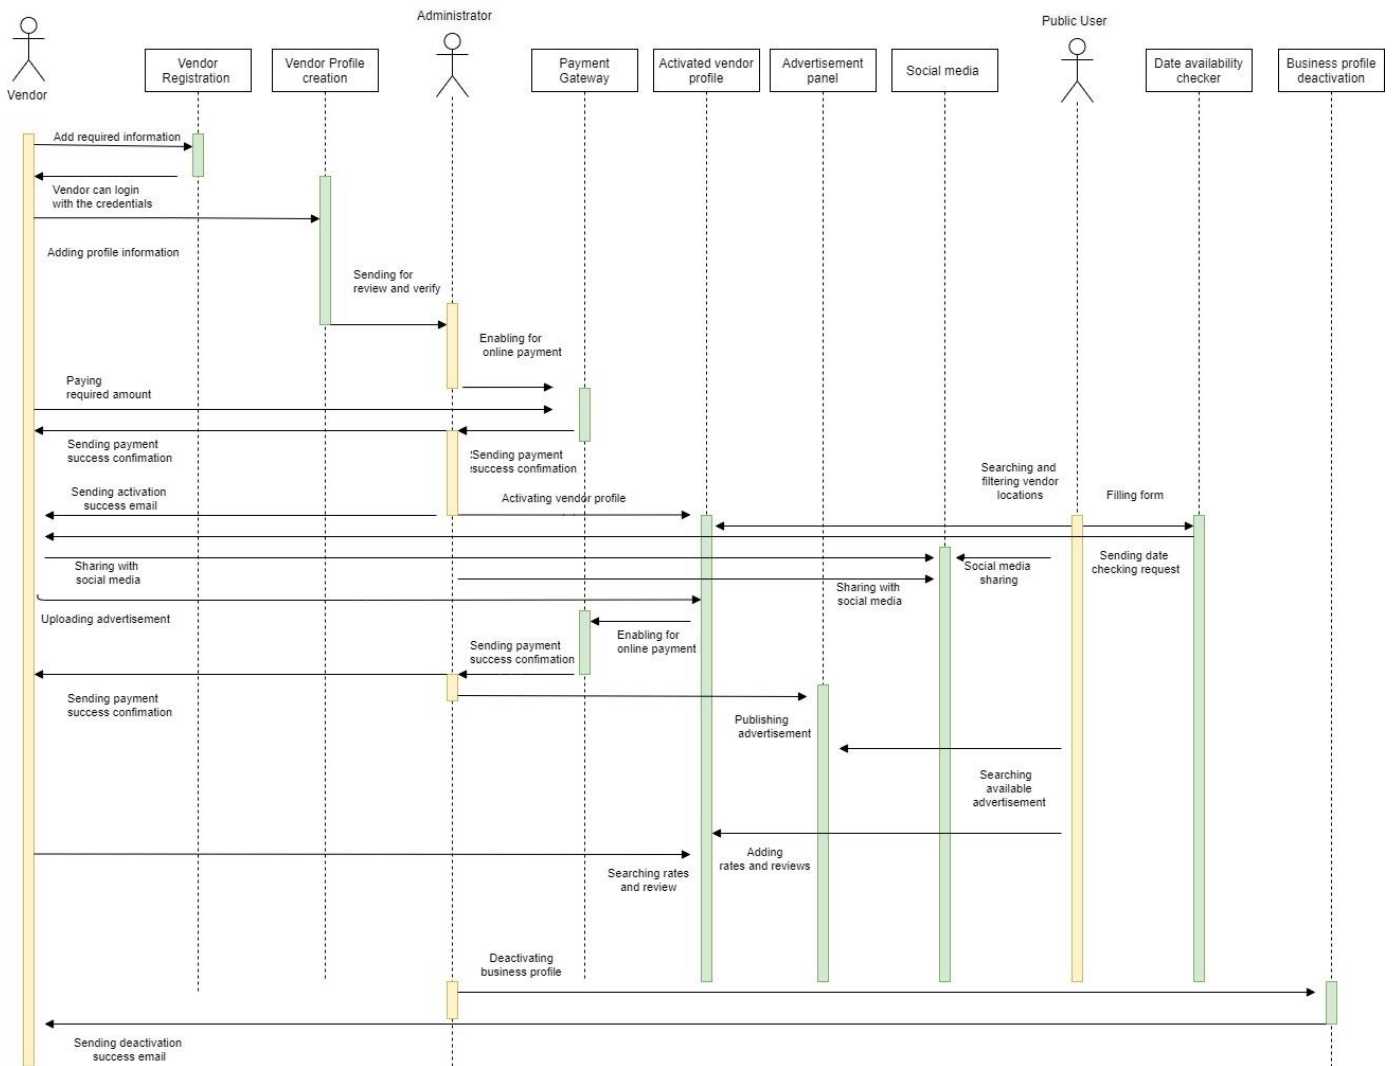 Administrator
Public User
Vendor
Vendor
Registration
Vendor Profile
creation
Payment
Gateway
Activated vendor
profile
Advertisement
panel
Social media
Date availability
checker
Business profile
deactivation
Add required information
Vendor can login
with the credentials
Adding profile information
Sending for
review and verify
Enabling for
online payment
Paying
required amount
Sending payment
success confimation
Sending payment
success confimation
Searching and
filtering vendor
locations
Filling form
Sending activation
success email
Activating vendor profile
Sharing with
social media
Sharing with
social media
Social media
sharing
Sending date
checking request
Uploading advertisement
Enabling for
online payment
Sending payment
success confimation
Sending payment
success confimation
Publishing
advertisement
Searching
available
advertisement
Adding
rates and reviews
Searching rates
and review
Deactivating
business profile
Sending deactivation
success email